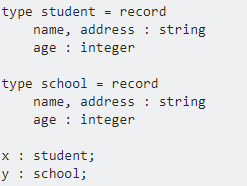 type student = record
name, address : string
age : integer
type school = record
name, address : string
age : integer
x : student;
y : school;